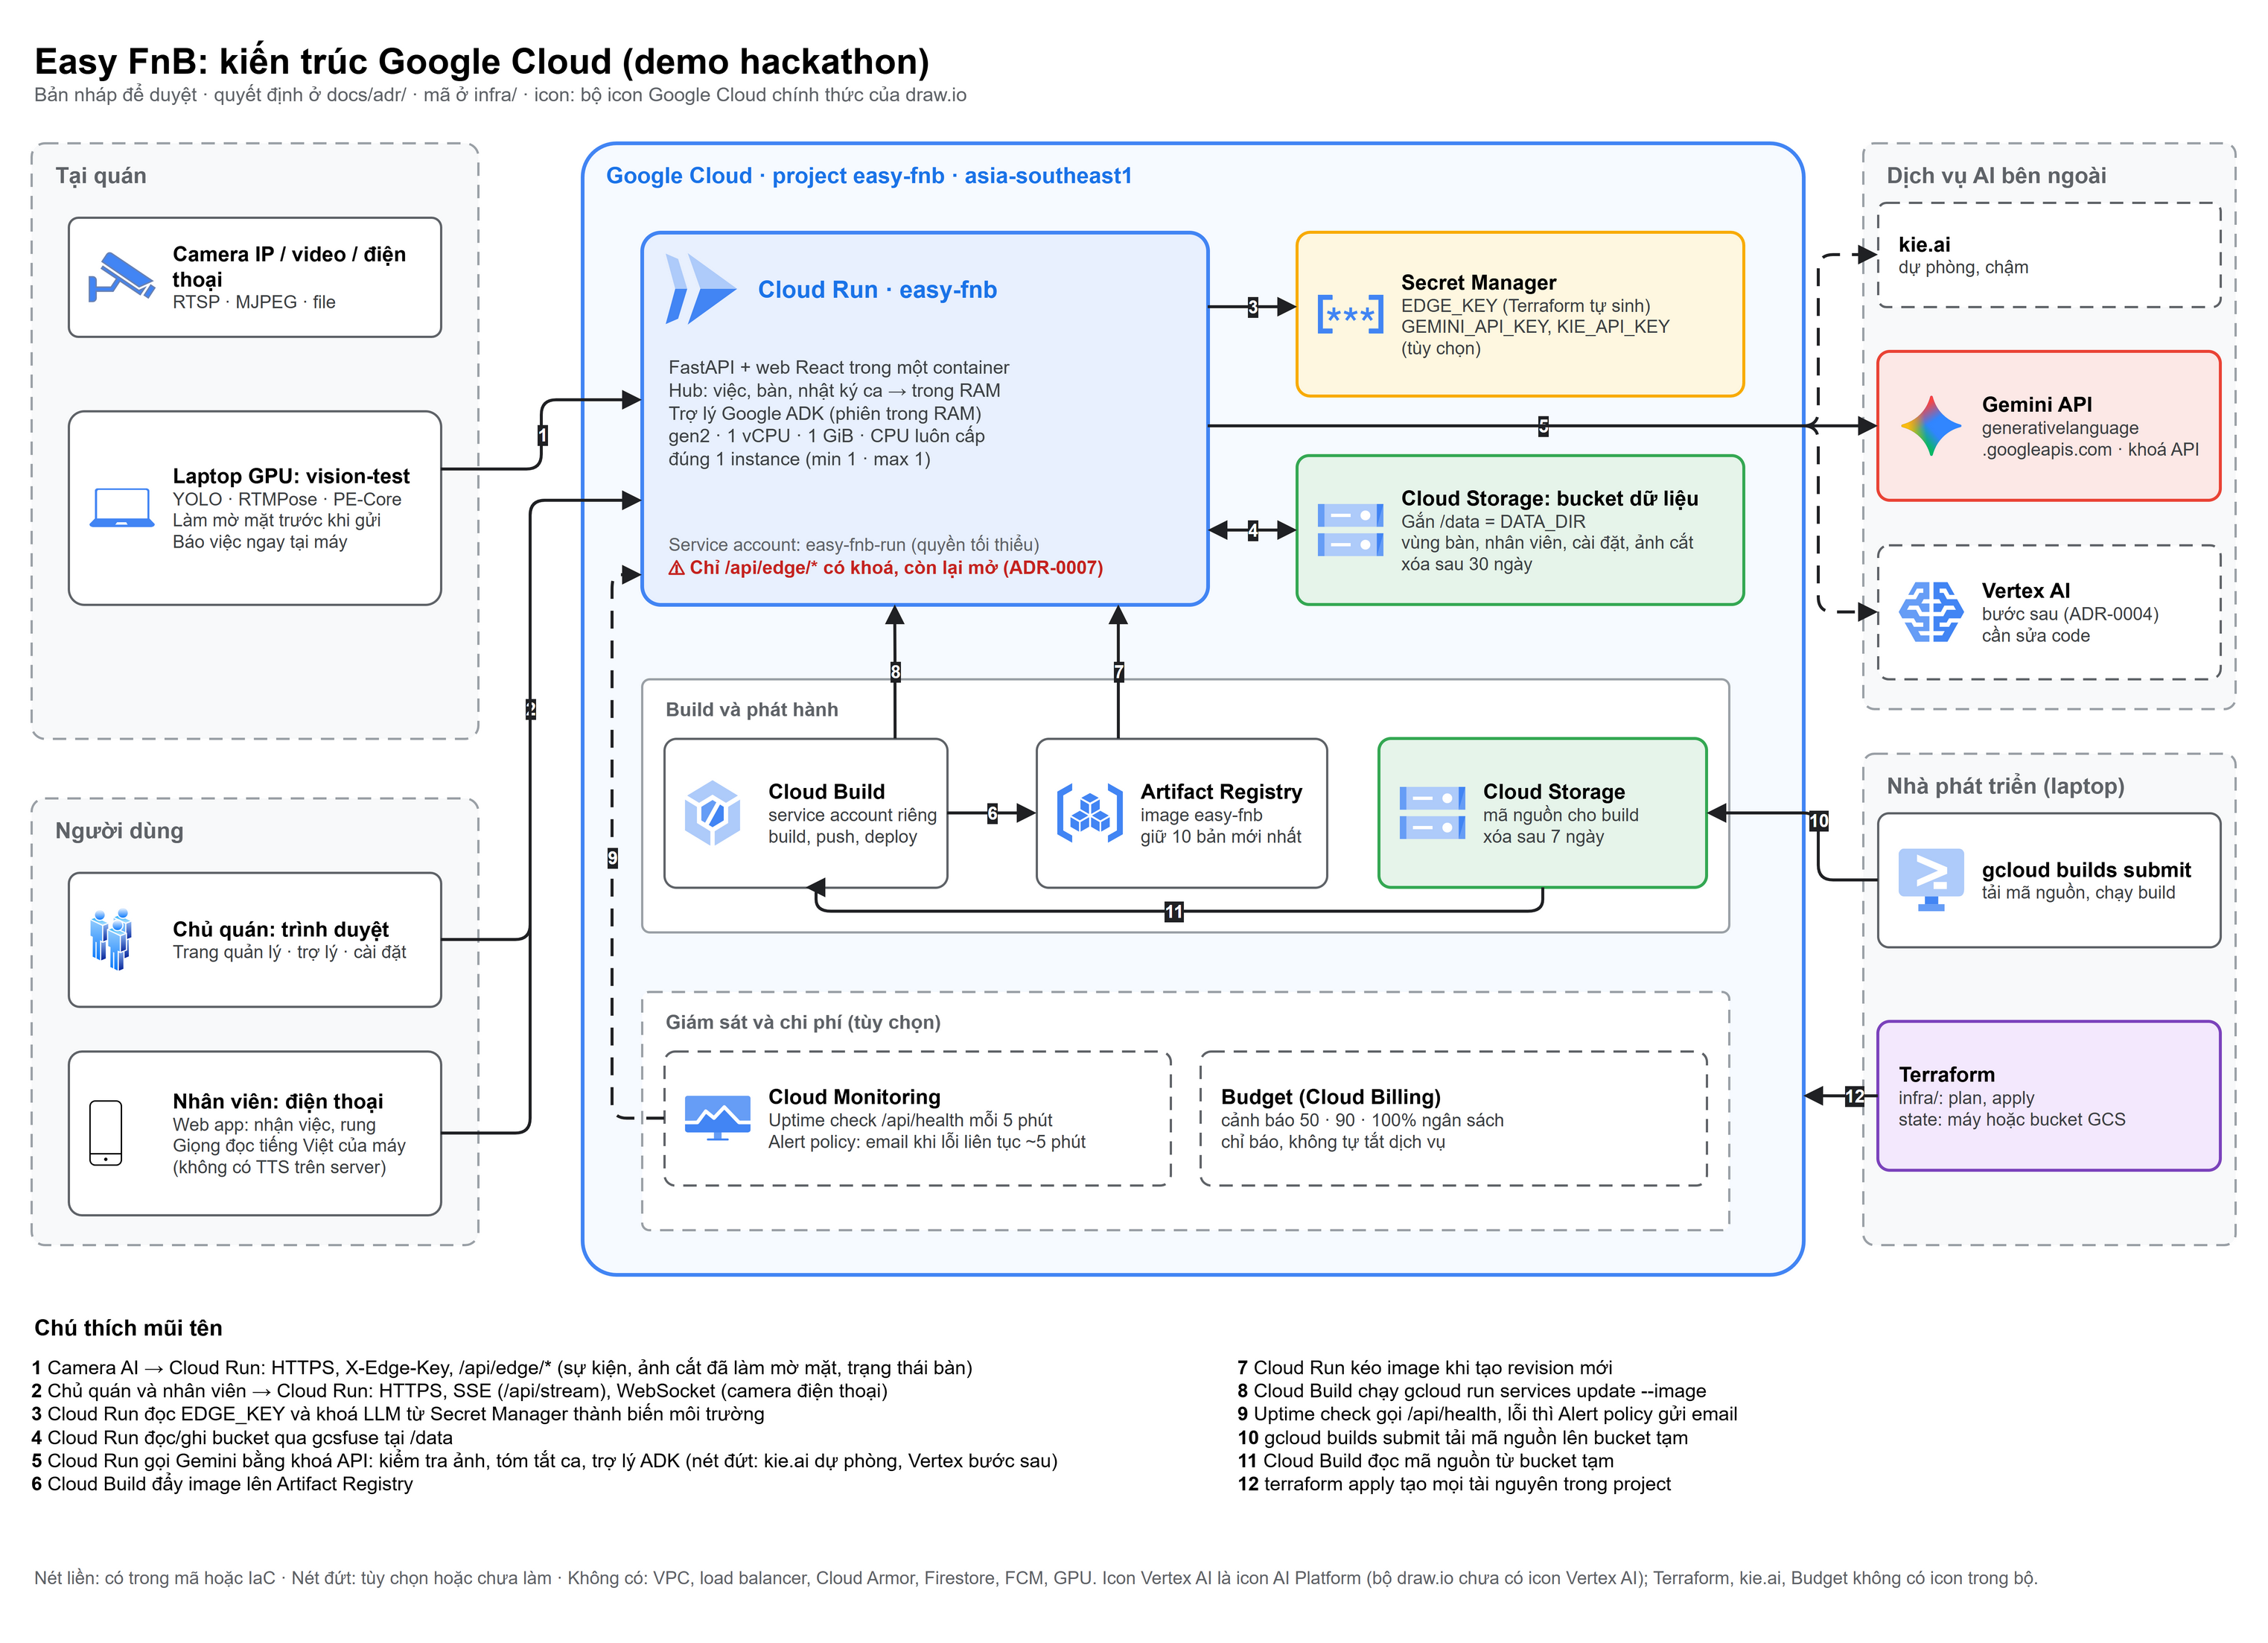 Easy FnB: kiến trúc Google Cloud (demo hackathon)
Bản nháp để duyệt · quyết định ở docs/adr/ · mã ở infra/ · icon: bộ icon Google Cloud chính thức của draw.io
Tại quán
Camera IP / video / điện
thoại
RTSP · MJPEG · file
Laptop GPU: vision-test
YOLO · RTMPose · PE-Core
Làm mờ mặt trước khi gửi
Báo việc ngay tại máy
1
2
Người dùng
Chủ quán: trình duyệt
Trang quản lý · trợ lý · cài đặt
Nhân viên: điện thoại
Web app: nhận việc, rung
Giọng đọc tiếng Việt của máy
(không có TTS trên server)
Google Cloud · project easy-fnb · asia-southeast1
Cloud Run · easy-fnb
FastAPI + web React trong một container
Hub: việc, bàn, nhật ký ca → trong RAM
Trợ lý Google ADK (phiên trong RAM)
gen2 · 1 vCPU · 1 GiB · CPU luôn cấp
đúng 1 instance (min 1 · max 1)
Service account: easy-fnb-run (quyền tối thiểu)
⚠ Chỉ /api/edge/* có khoá, còn lại mở (ADR-0007)
3
Secret Manager
EDGE_KEY (Terraform tự sinh)
GEMINI_API_KEY, KIE_API_KEY
(tùy chọn)
5
4
Cloud Storage: bucket dữ liệu
Gắn /data = DATA_DIR
vùng bàn, nhân viên, cài đặt, ảnh cắt
xóa sau 30 ngày
8
7
Build và phát hành
Cloud Build
service account riêng
build, push, deploy
6
Artifact Registry
image easy-fnb
giữ 10 bản mới nhất
Cloud Storage
mã nguồn cho build
xóa sau 7 ngày
11
9
Giám sát và chi phí (tùy chọn)
Cloud Monitoring
Uptime check /api/health mỗi 5 phút
Alert policy: email khi lỗi liên tục ~5 phút
Budget (Cloud Billing)
cảnh báo 50 · 90 · 100% ngân sách
chỉ báo, không tự tắt dịch vụ
Dịch vụ AI bên ngoài
kie.ai
dự phòng, chậm
Gemini API
generativelanguage
.googleapis.com · khoá API
Vertex AI
bước sau (ADR-0004)
cần sửa code
Nhà phát triển (laptop)
10
gcloud builds submit
tải mã nguồn, chạy build
12
Terraform
infra/: plan, apply
state: máy hoặc bucket GCS
Chú thích mũi tên
1 Camera AI → Cloud Run: HTTPS, X-Edge-Key, /api/edge/* (sự kiện, ảnh cắt đã làm mờ mặt, trạng thái bàn)
2 Chủ quán và nhân viên → Cloud Run: HTTPS, SSE (/api/stream), WebSocket (camera điện thoại)
3 Cloud Run đọc EDGE_KEY và khoá LLM từ Secret Manager thành biến môi trường
4 Cloud Run đọc/ghi bucket qua gcsfuse tại /data
5 Cloud Run gọi Gemini bằng khoá API: kiểm tra ảnh, tóm tắt ca, trợ lý ADK (nét đứt: kie.ai dự phòng, Vertex bước sau)
6 Cloud Build đẩy image lên Artifact Registry
7 Cloud Run kéo image khi tạo revision mới
8 Cloud Build chạy gcloud run services update --image
9 Uptime check gọi /api/health, lỗi thì Alert policy gửi email
10 gcloud builds submit tải mã nguồn lên bucket tạm
11 Cloud Build đọc mã nguồn từ bucket tạm
12 terraform apply tạo mọi tài nguyên trong project
Nét liền: có trong mã hoặc IaC · Nét đứt: tùy chọn hoặc chưa làm · Không có: VPC, load balancer, Cloud Armor, Firestore, FCM, GPU. Icon Vertex AI là icon AI Platform (bộ draw.io chưa có icon Vertex AI); Terraform, kie.ai, Budget không có icon trong bộ.